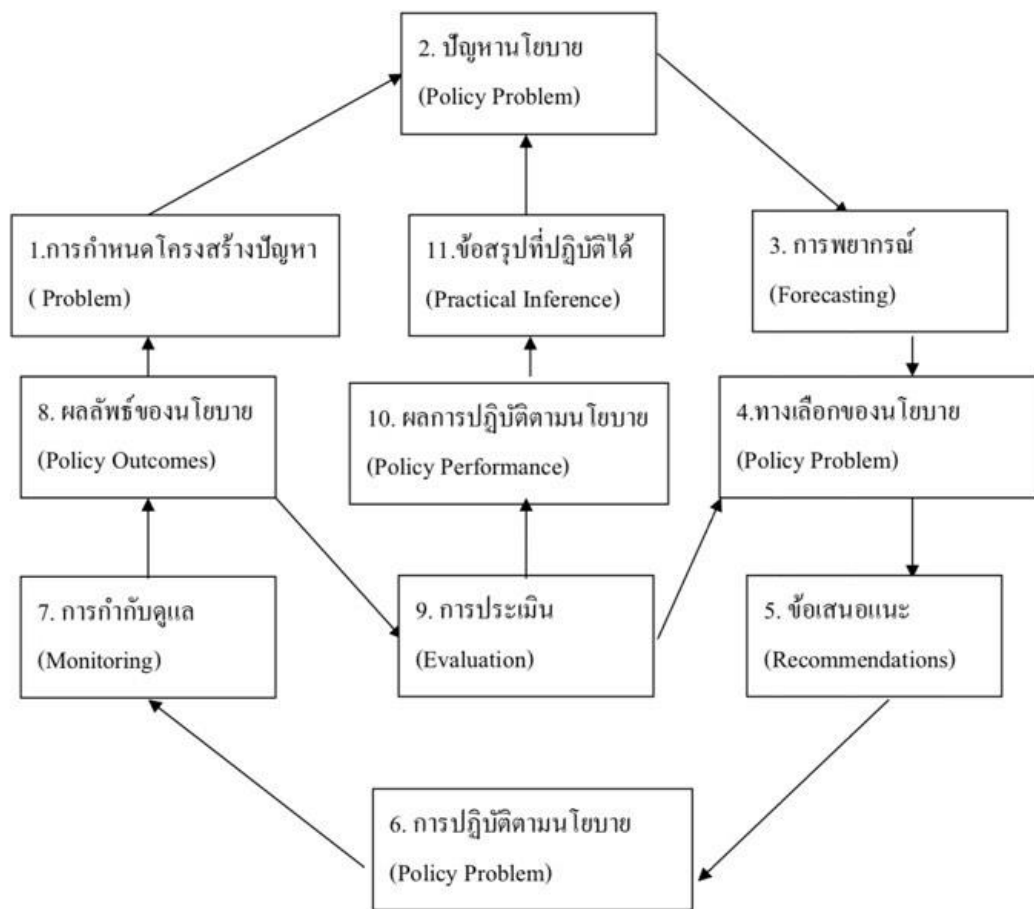 2. ปัญหานโยบาย
(Policy Problem)
1.การกำหนดโครงสร้างปัญหา
( Problem)
11.ข้อสรุปที่ปฏิบัติได้
(Practical Inference)
3. การพยากรณ์
(Forecasting)
8. ผลลัพธ์ของนโยบาย
(Policy Outcomes)
10. ผลการปฏิบัติตามนโยบาย
(Policy Performance)
4.ทางเลือกของนโยบาย
(Policy Problem)
7. การกำกับดูแล
(Monitoring)
9. การประเมิน
(Evaluation)
5. ข้อเสนอแนะ
(Recommendations)
6. การปฏิบัติตามนโยบาย
(Policy Problem)